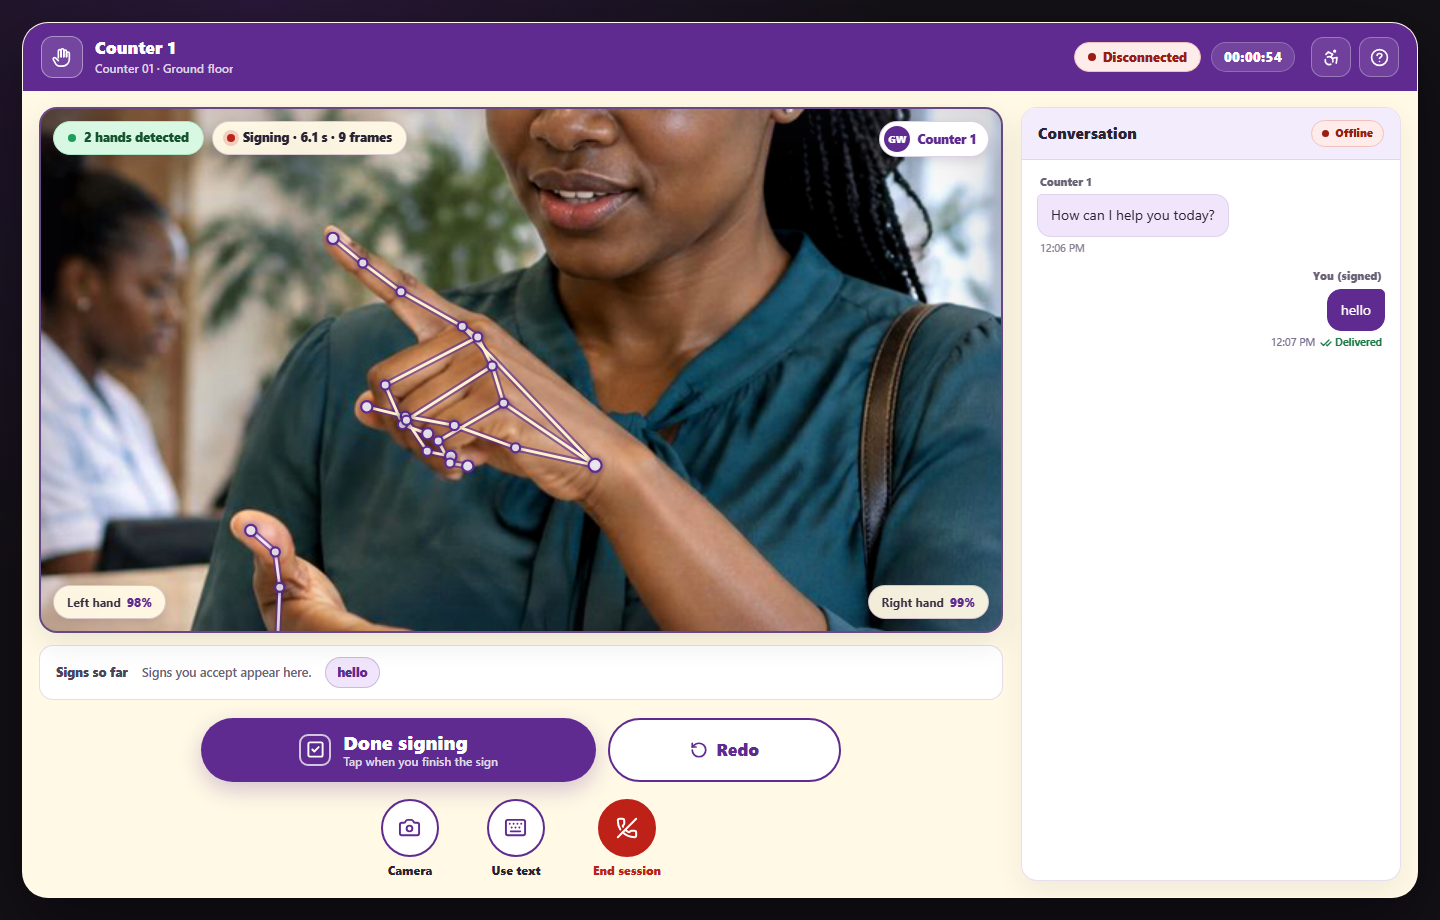 Counter 1
Counter 01 · Ground floor
Disconnected
00:00:54
2 hands detected
Signing · 6.1 s · 9 frames
GW
Counter 1
Left hand 98%
Right hand 99%
Signs so far
Signs you accept appear here.
hello
Done signing
Tap when you finish the sign
Redo
Camera
Use text
End session
Conversation
Offline
Counter 1
How can I help you today?
12:06 PM
You (signed)
hello
12:07 PM Delivered